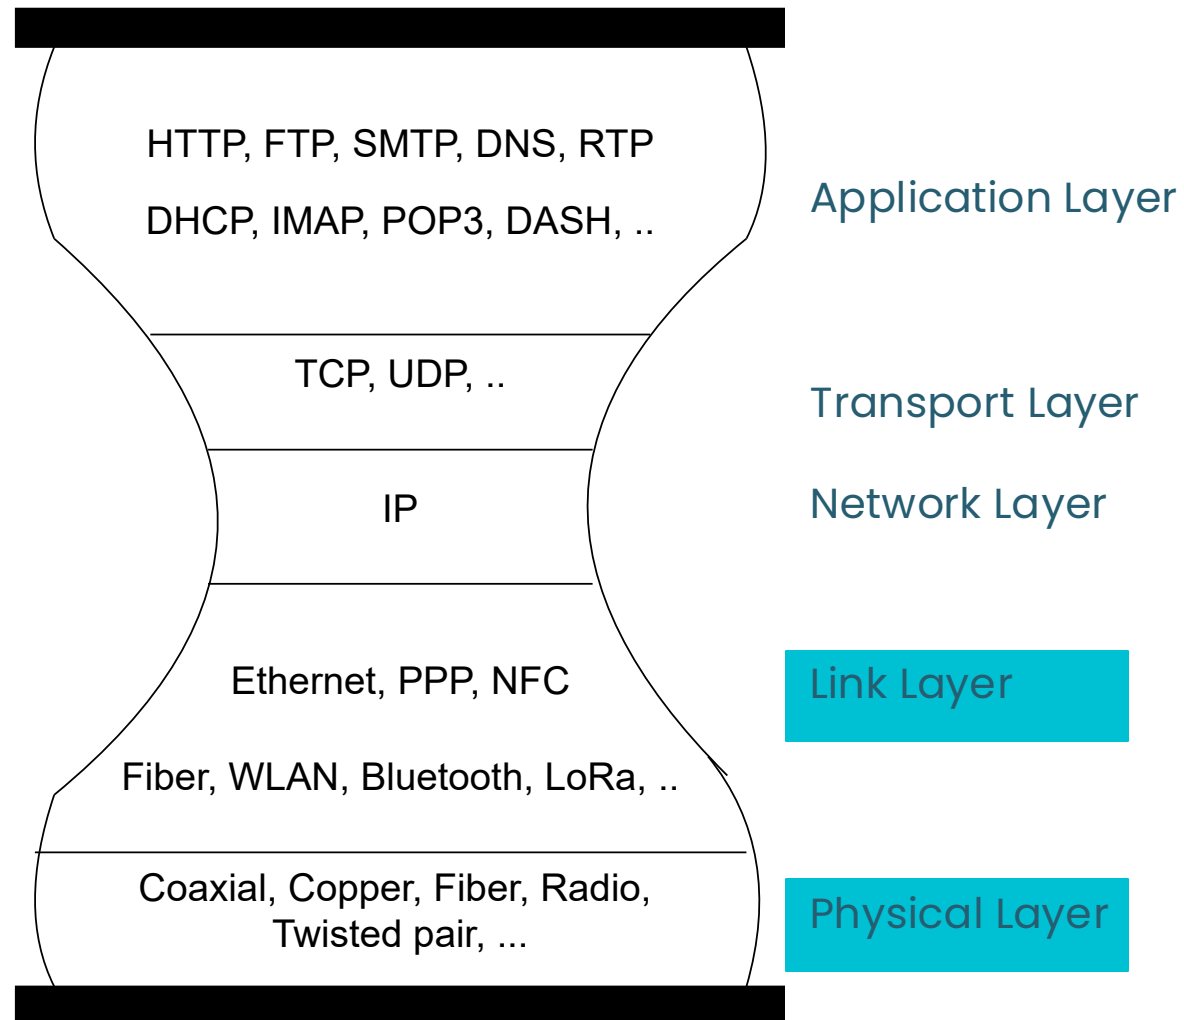 HTTP, FTP, SMTP, DNS, RTP
DHCP, IMAP, POP3, DASH, ..
Application Layer
TCP, UDP, ..
Transport Layer
IP
Network Layer
Ethernet, PPP, NFC
Link Layer
Fiber, WLAN, Bluetooth, LoRa, ..
Coaxial, Copper, Fiber, Radio,
Twisted pair, ...
Physical Layer